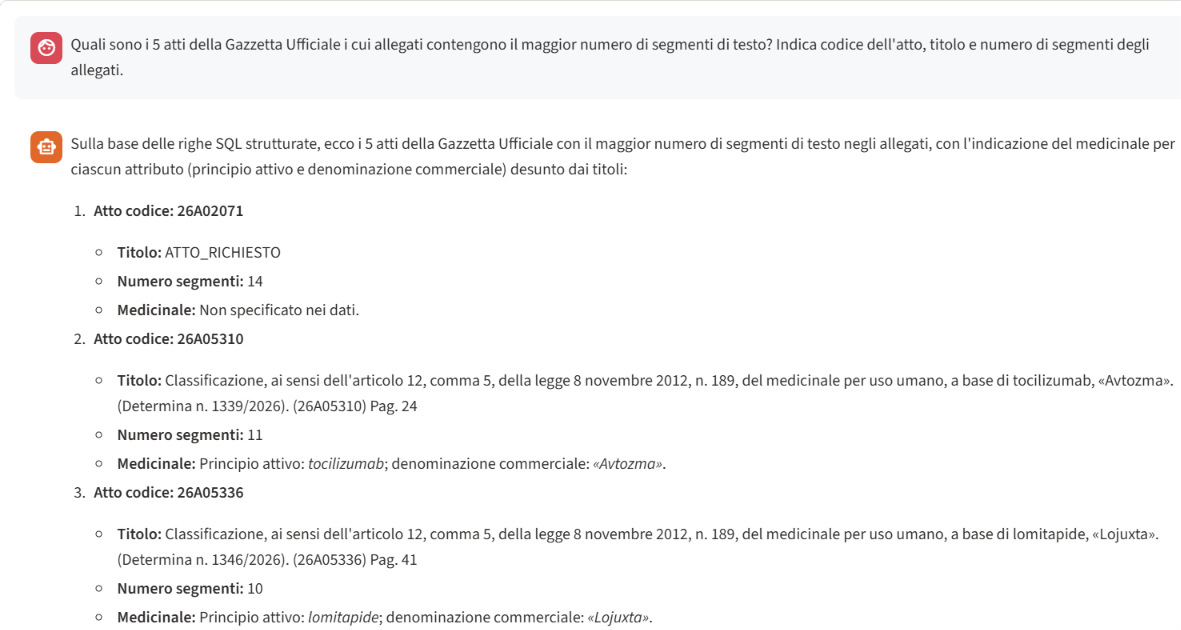 Quali sono i 5 atti della Gazzetta Ufficiale i cui allegati contengono il maggior numero di segmenti di testo? Indica codice dell'atto, titolo e numero di segmenti degli
allegati.
Sulla base delle righe SQL strutturate, ecco i 5 atti della Gazzetta Ufficiale con il maggior numero di segmenti di testo negli allegati, con l'indicazione del medicinale per
ciascun attributo (principio attivo e denominazione commerciale) desunto dai titoli:
1. Atto codice: 26A02071
◦ Titolo: ATTO_RICHIESTO
◦ Numero segmenti: 14
◦ Medicinale: Non specificato nei dati.
2. Atto codice: 26A05310
◦ Titolo: Classificazione, ai sensi dell'articolo 12, comma 5, della legge 8 novembre 2012, n. 189, del medicinale per uso umano, a base di tocilizumab, «Avtozma».
(Determina n. 1339/2026). (26A05310) Pag. 24
◦ Numero segmenti: 11
◦ Medicinale: Principio attivo: tocilizumab; denominazione commerciale: «Avtozma».
3. Atto codice: 26A05336
◦ Titolo: Classificazione, ai sensi dell'articolo 12, comma 5, della legge 8 novembre 2012, n. 189, del medicinale per uso umano, a base di lomitapide, «Lojuxta».
(Determina n. 1346/2026). (26A05336) Pag. 41
◦ Numero segmenti: 10
◦ Medicinale: Principio attivo: lomitapide; denominazione commerciale: «Lojuxta».